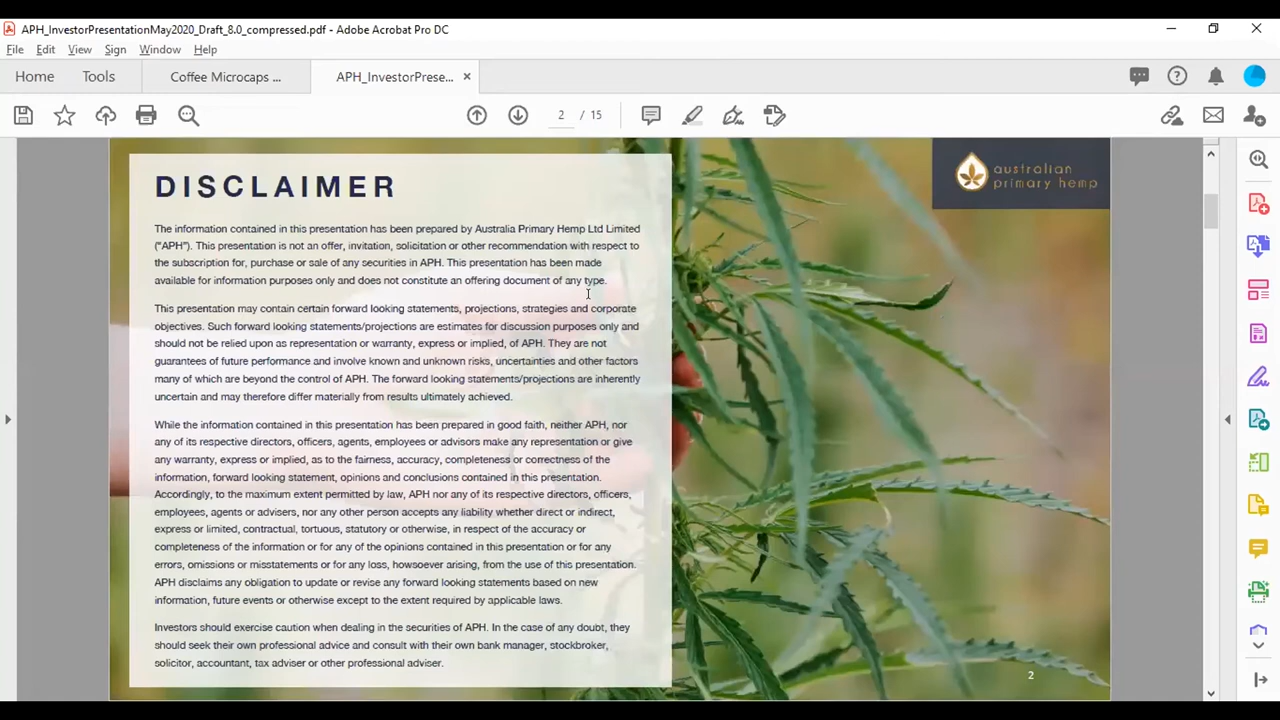 APH_InvestorPresentationMay2020_Draft_8.0_compressed.pdf - Adobe Acrobat Pro DC
File Edit View Sign Window Help
Home Tools Coffee Microcaps ... APH_InvestorPrese...
2 / 15
DISCLAIMER
australian
primary hemp
The information contained in this presentation has been prepared by Australia Primary Hemp Ltd Limited
("APH"). This presentation is not an offer, invitation, solicitation or other recommendation with respect to
the subscription for, purchase or sale of any securities in APH. This presentation has been made
available for information purposes only and does not constitute an offering document of any type.
This presentation may contain certain forward looking statements, projections, strategies and corporate
objectives. Such forward looking statements/projections are estimates for discussion purposes only and
should not be relied upon as representation or warranty, express or implied, of APH. They are not
guarantees of future performance and involve known and unknown risks, uncertainties and other factors
many of which are beyond the control of APH. The forward looking statements/projections are inherently
uncertain and may therefore differ materially from results ultimately achieved.
While the information contained in this presentation has been prepared in good faith, neither APH, nor
any of its respective directors, officers, agents, employees or advisors make any representation or give
any warranty, express or implied, as to the fairness, accuracy, completeness or correctness of the
information, forward looking statement, opinions and conclusions contained in this presentation.
Accordingly, to the maximum extent permitted by law, APH nor any of its respective directors, officers,
employees, agents or advisers, nor any other person accepts any liability whether direct or indirect,
express or limited, contractual, tortuous, statutory or otherwise, in respect of the accuracy or
completeness of the information or for any of the opinions contained in this presentation or for any
errors, omissions or misstatements or for any loss, howsoever arising, from the use of this presentation.
APH disclaims any obligation to update or revise any forward looking statements based on new
information, future events or otherwise except to the extent required by applicable laws.
Investors should exercise caution when dealing in the securities of APH. In the case of any doubt, they
should seek their own professional advice and consult with their own bank manager, stockbroker,
solicitor, accountant, tax adviser or other professional adviser.
2